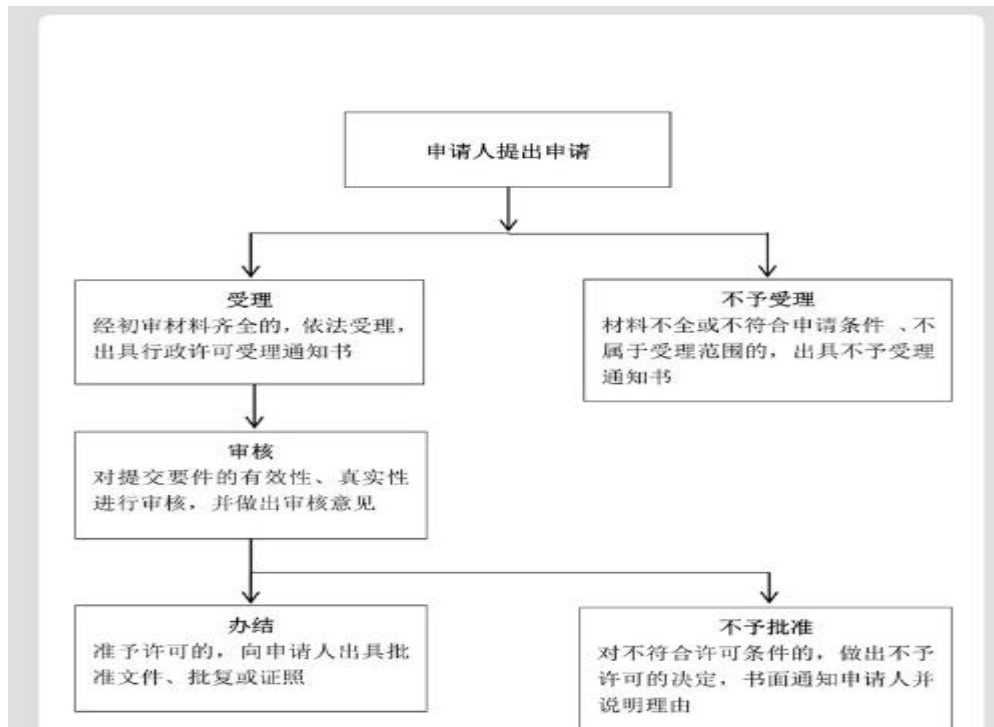 申请人提出申请
受理
经初审材料齐全的，依法受理，
出具行政许可受理通知书
不予受理
材料不全或不符合申请条件 、不
属于受理范围的，出具不予受理
通知书
审核
对提交要件的有效性、真实性
进行审核，并做出审核意见
办结
准予许可的，向申请人出具批
准文件、批复或证照
不予批准
对不符合许可条件的，做出不予
许可的决定，书面通知申请人并
说明理由